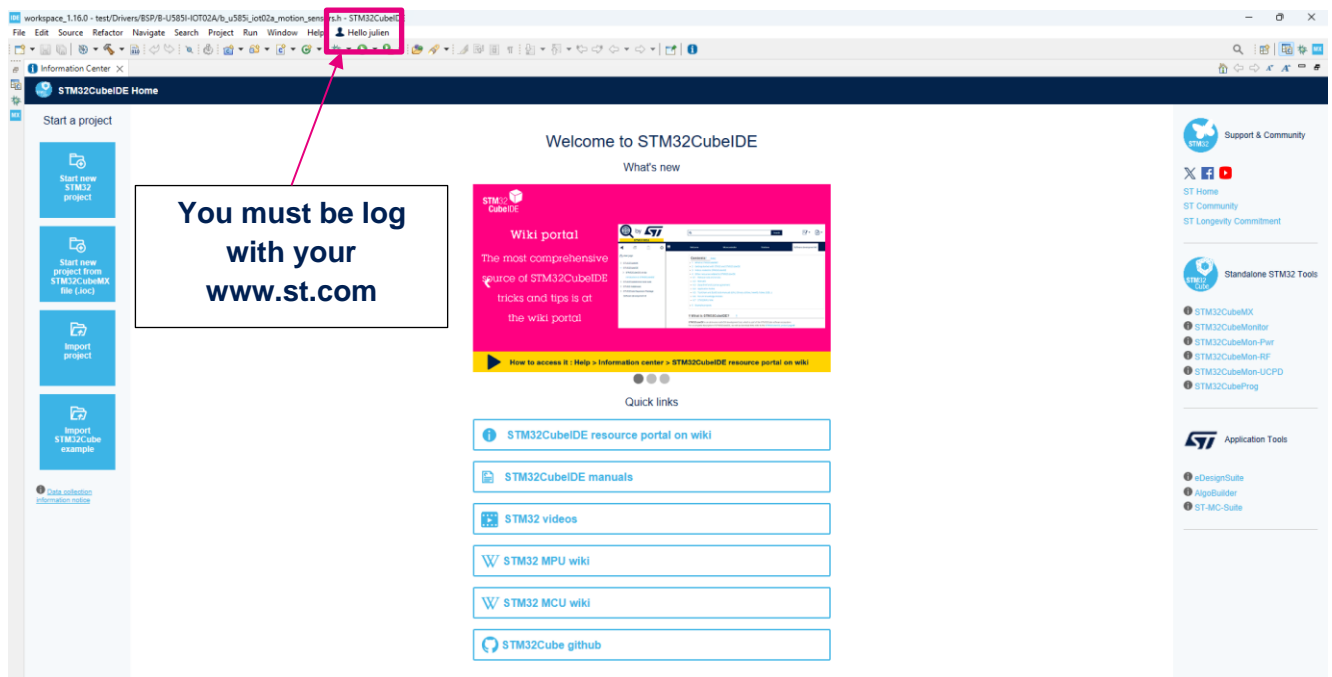 IDE workspace_1.16.0 - test/Drivers/BSP/B-U585I-IOT02A/b_u585i_iot02a_motion_sensors.h - STM32CubeIDE
File Edit Source Refactor Navigate Search Project Run Window Help Hello julien
Information Center
STM32CubeIDE Home
Start a project
Start new
STM32
project
Start new
project from
STM32CubeMX
file (.ioc)
Import
project
Import
STM32Cube
example
Data collection
information notice
You must be log
with your
www.st.com
Welcome to STM32CubeIDE
What's new
STM32
CubeIDE
Wiki portal
The most comprehensive
source of STM32CubeIDE
tricks and tips is at
the wiki portal
by ST
How to access it : Help > Information center > STM32CubeIDE resource portal on wiki
Quick links
STM32CubeIDE resource portal on wiki
STM32CubeIDE manuals
STM32 videos
STM32 MPU wiki
STM32 MCU wiki
STM32Cube github
STM32
Support & Community
ST Home
ST Community
ST Longevity Commitment
STM32
Cube
Standalone STM32 Tools
STM32CubeMX
STM32CubeMonitor
STM32CubeMon-Pwr
STM32CubeMon-RF
STM32CubeMon-UCPD
STM32CubeProg
ST
Application Tools
eDesignSuite
AlgoBuilder
ST-MC-Suite